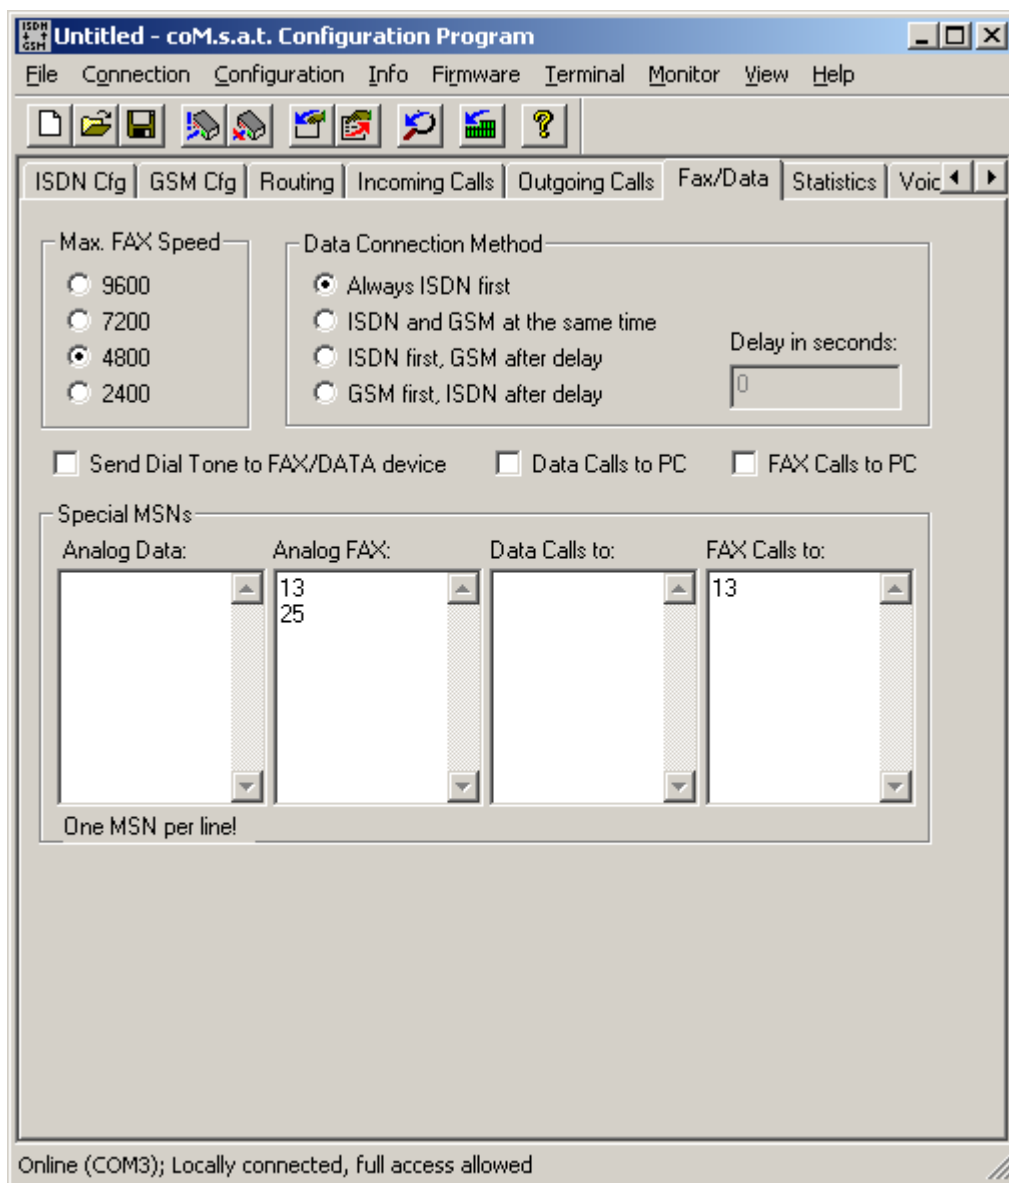 ISDN
GSM
Untitled - coM.s.a.t. Configuration Program
File Connection Configuration Info Firmware Terminal Monitor View Help
ISDN Cfg GSM Cfg Routing Incoming Calls Outgoing Calls Fax/Data Statistics Voic
Max. FAX Speed
9600
7200
4800
2400
Data Connection Method
Always ISDN first
ISDN and GSM at the same time
ISDN first, GSM after delay
GSM first, ISDN after delay
Delay in seconds:
0
Send Dial Tone to FAX/DATA device Data Calls to PC FAX Calls to PC
Special MSNs
Analog Data: Analog FAX: Data Calls to: FAX Calls to:
13 13
25
One MSN per line!
Online (COM3); Locally connected, full access allowed